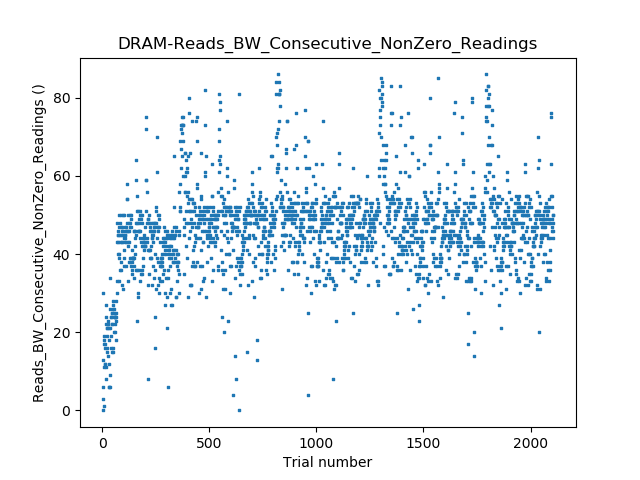 DRAM-Reads_BW_Consecutive_NonZero_Readings
Reads_BW_Consecutive_NonZero_Readings ()
80
60
40
20
0
0 500 1000 1500 2000
Trial number